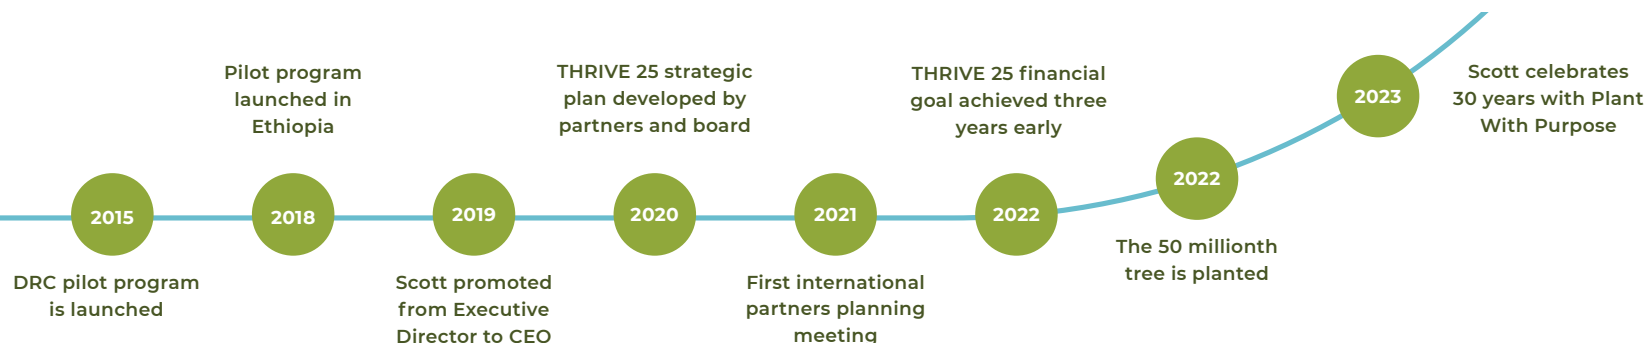 2015
DRC pilot program
is launched
Pilot program
launched in
Ethiopia
2018
2019
Scott promoted
from Executive
Director to CEO
THRIVE 25 strategic
plan developed by
partners and board
2020
2021
First international
partners planning
meeting
THRIVE 25 financial
goal achieved three
years early
2022
2022
The 50 millionth
tree is planted
2023
Scott celebrates
30 years with Plant
With Purpose